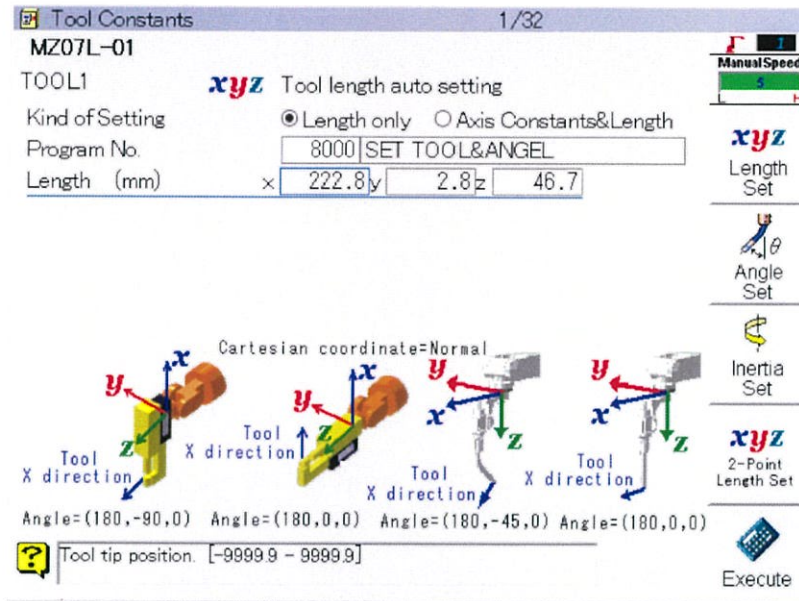 Tool Constants 1/32
MZ07L-01
TOOL1 xyz Tool length auto setting
Kind of Setting Length only Axis Constants&Length
Program No. 8000 SET TOOL&ANGEL
Length (mm) x 222.8 y 2.8 z 46.7
Manual Speed
5
L H
xyz
Length
Set
θ
Angle
Set
Inertia
Set
xyz
2-Point
Length Set
Execute
Cartesian coordinate=Normal
x y z
x y z
y x z
y x z
Tool
X direction
Tool
X direction
Tool
X direction
Tool
X direction
Angle=(180,-90,0) Angle=(180,0,0) Angle=(180,-45,0) Angle=(180,0,0)
? Tool tip position. [-9999.9 - 9999.9]